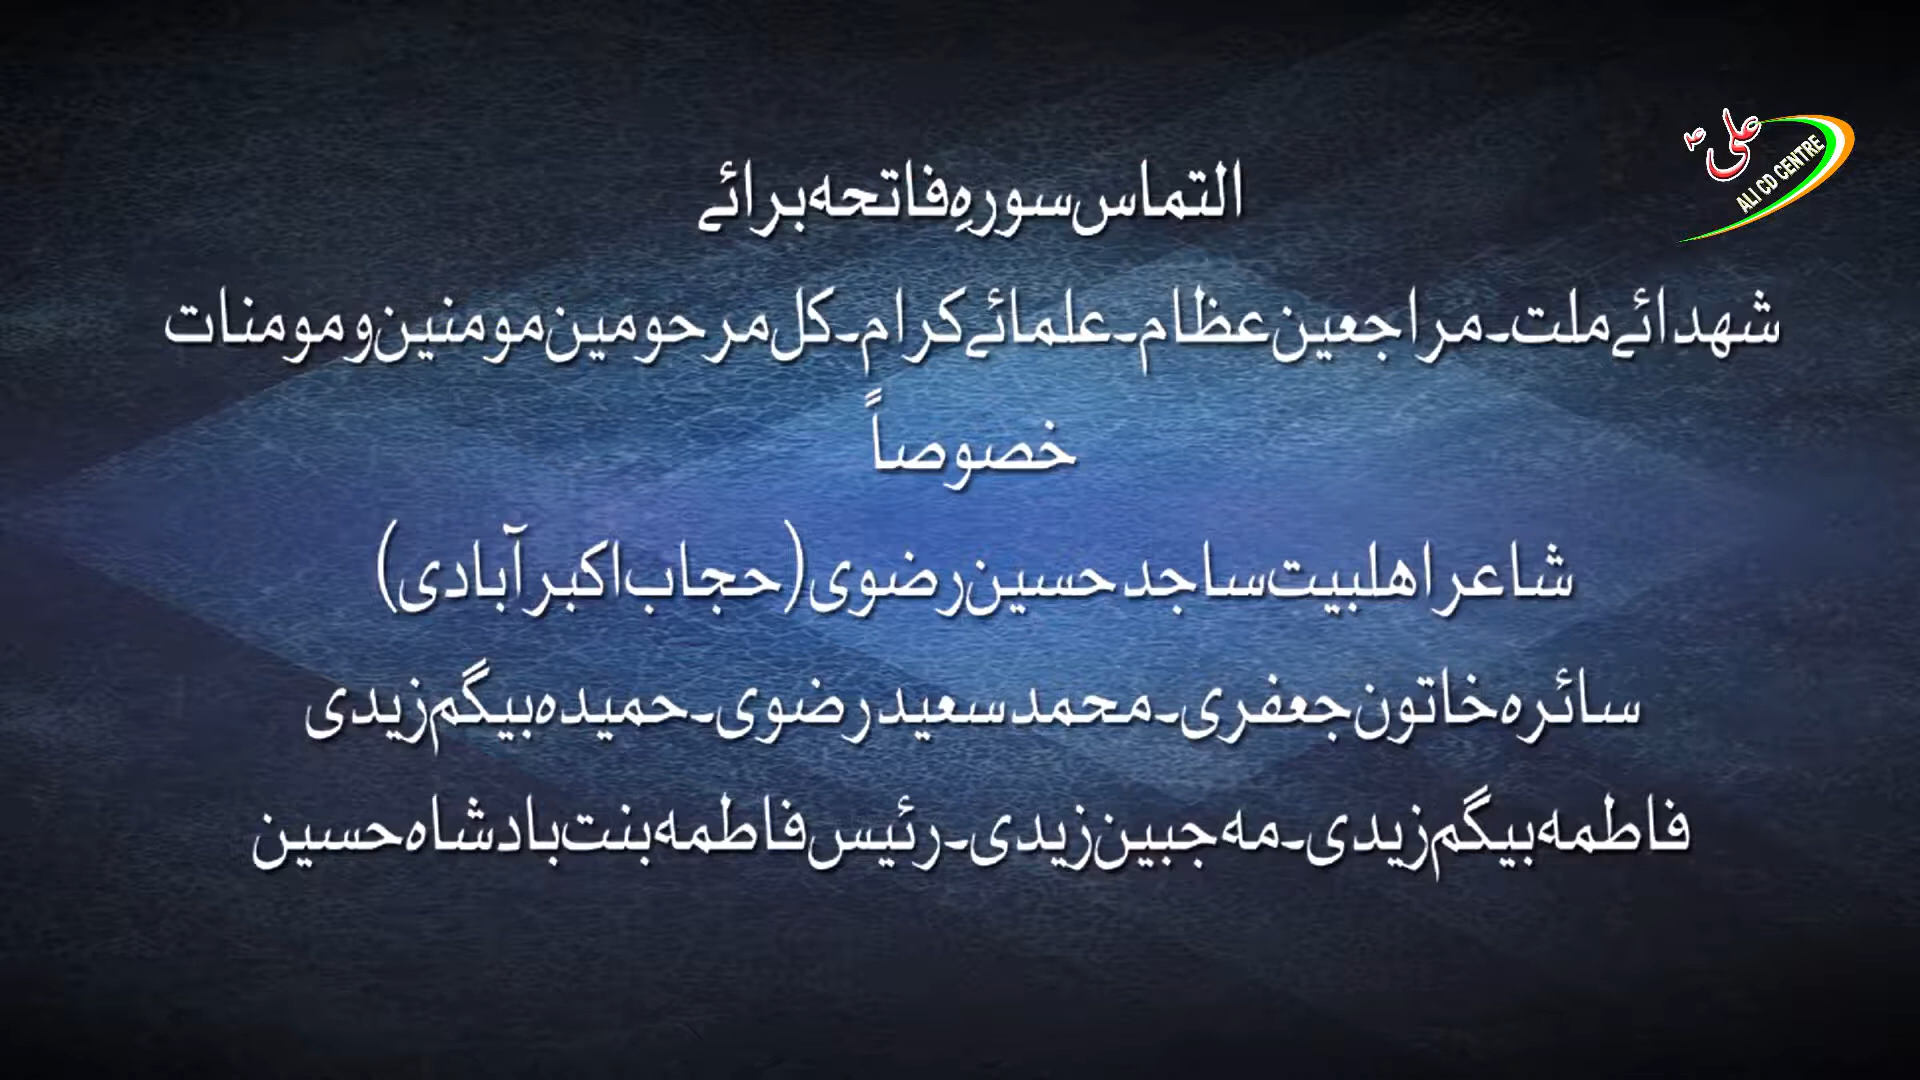 علی ؑ
ALI CD CENTRE
التماس سورہِ فاتحہ برائے
شھدائے ملت۔مراجعین عظام۔علمائے کرام۔کل مرحومین مومنین و مومنات
خصوصاً
شاعر اھلبیت ساجد حسین رضوی (حجاب اکبر آبادی)
سائرہ خاتون جعفری۔محمد سعید رضوی۔حمیدہ بیگم زیدی
فاطمہ بیگم زیدی۔مہ جبین زیدی۔رئیس فاطمہ بنت بادشاہ حسین